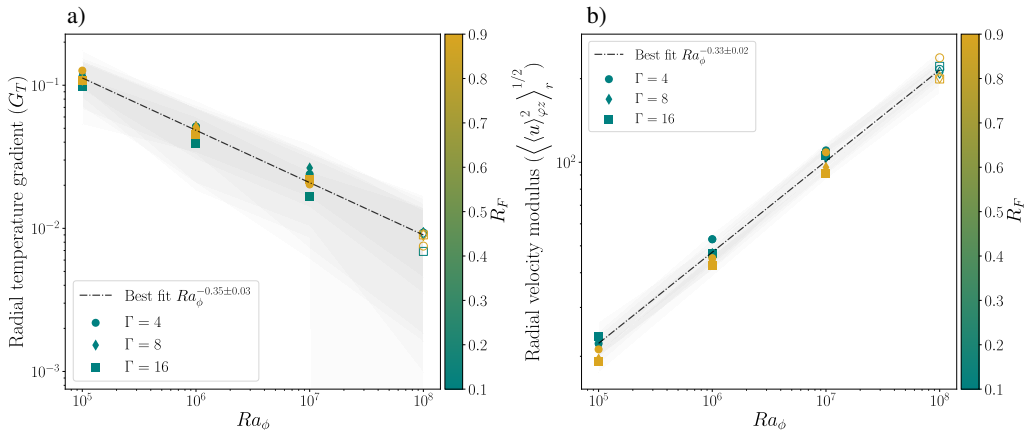 a)
Radial temperature gradient (G_T)
10^{-1}
10^{-2}
10^{-3}
Best fit Ra_ϕ^{−0.35±0.03}
Γ = 4
Γ = 8
Γ = 16
10^5
10^6
10^7
10^8
Ra_ϕ
0.9
0.8
0.7
0.6
0.5
0.4
0.3
0.2
0.1
R_F
b)
Radial velocity modulus (⟨⟨u⟩²_{φz}⟩_r^{1/2})
10^2
Best fit Ra_ϕ^{−0.33±0.02}
Γ = 4
Γ = 8
Γ = 16
10^5
10^6
10^7
10^8
Ra_ϕ
0.9
0.8
0.7
0.6
0.5
0.4
0.3
0.2
0.1
R_F